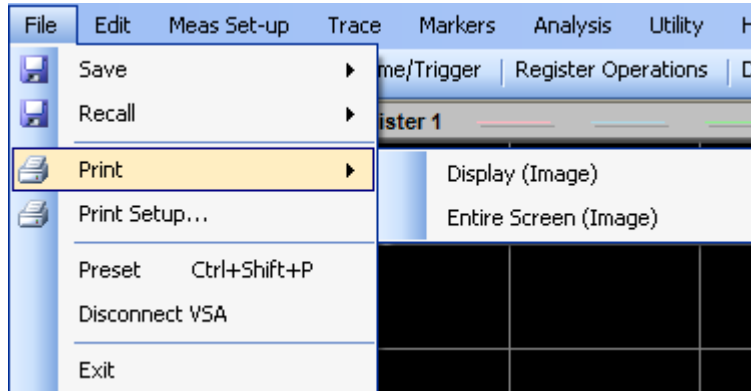 File Edit Meas Set-up Trace Markers Analysis Utility
Save me/Trigger Register Operations
Recall ister 1
Print Display (Image)
Print Setup... Entire Screen (Image)
Preset Ctrl+Shift+P
Disconnect VSA
Exit